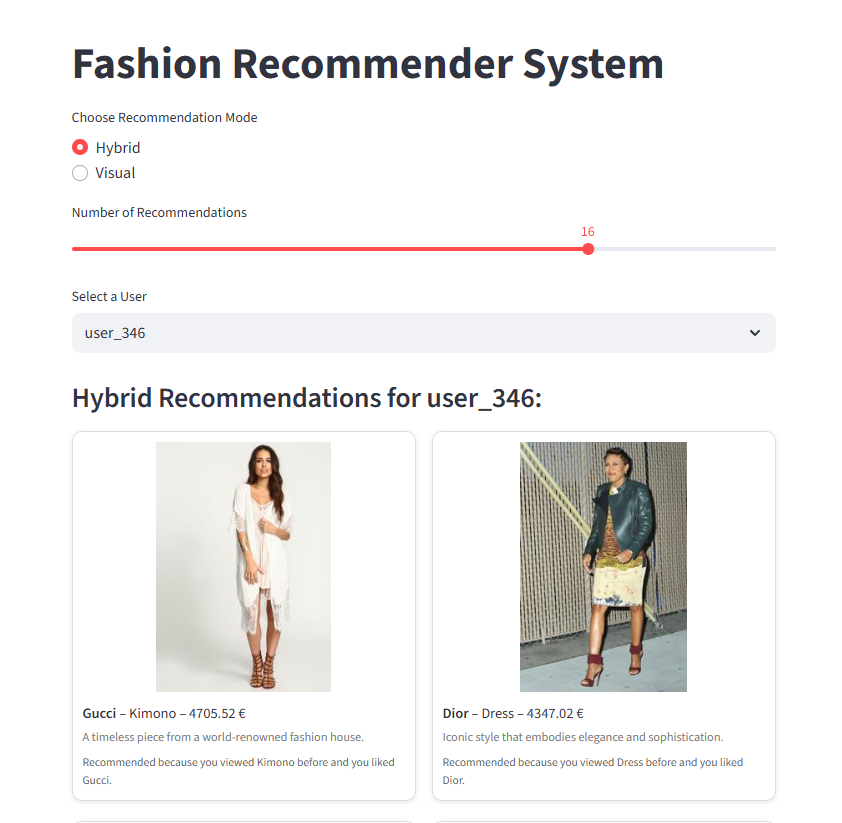 Fashion Recommender System
Choose Recommendation Mode
Hybrid
Visual
Number of Recommendations
16
Select a User
user_346
Hybrid Recommendations for user_346:
Gucci – Kimono – 4705.52 €
A timeless piece from a world-renowned fashion house.
Recommended because you viewed Kimono before and you liked
Gucci.
Dior – Dress – 4347.02 €
Iconic style that embodies elegance and sophistication.
Recommended because you viewed Dress before and you liked
Dior.